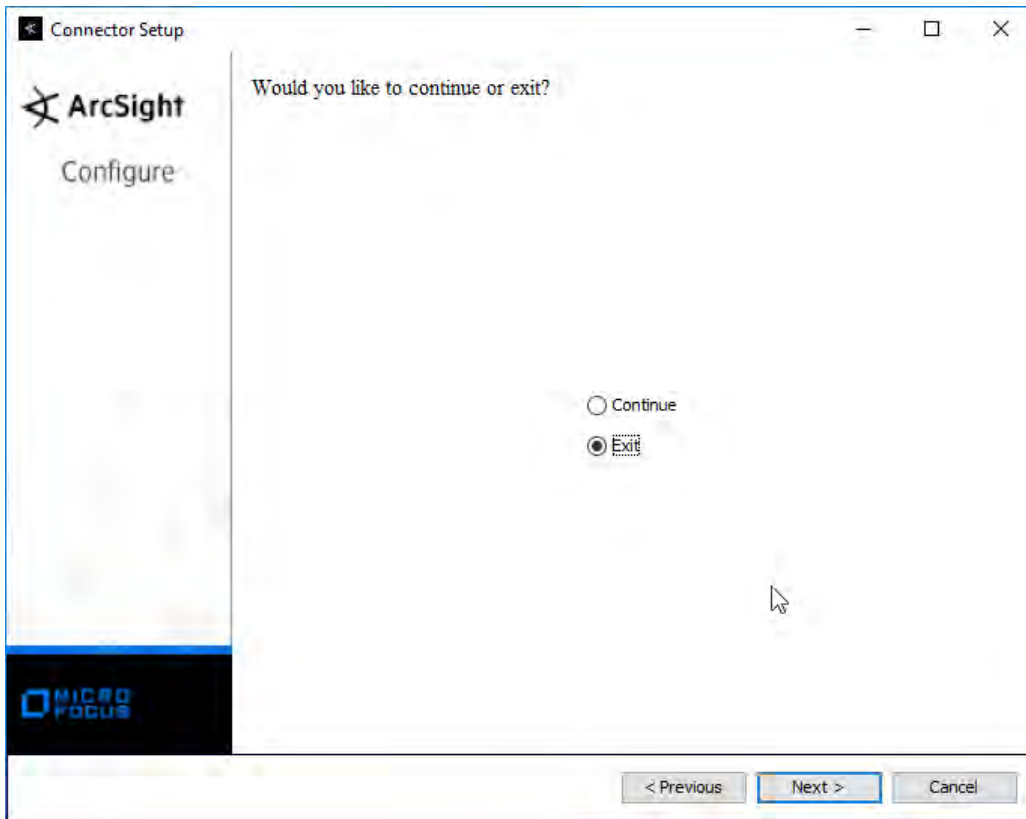 Connector Setup
ArcSight
Configure
Would you like to continue or exit?
Continue
Exit
MICRO
FOCUS
< Previous
Next >
Cancel